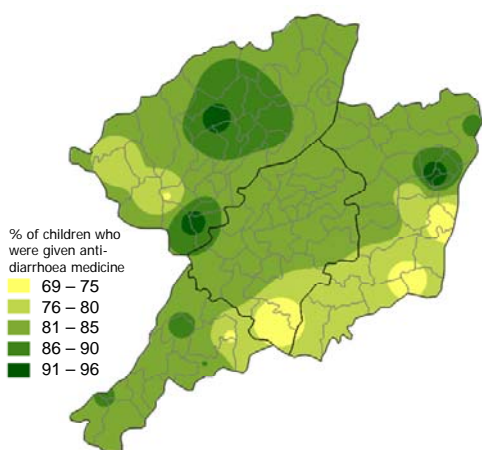 % of children who
were given anti-
diarrhoea medicine
69 – 75
76 – 80
81 – 85
86 – 90
91 – 96